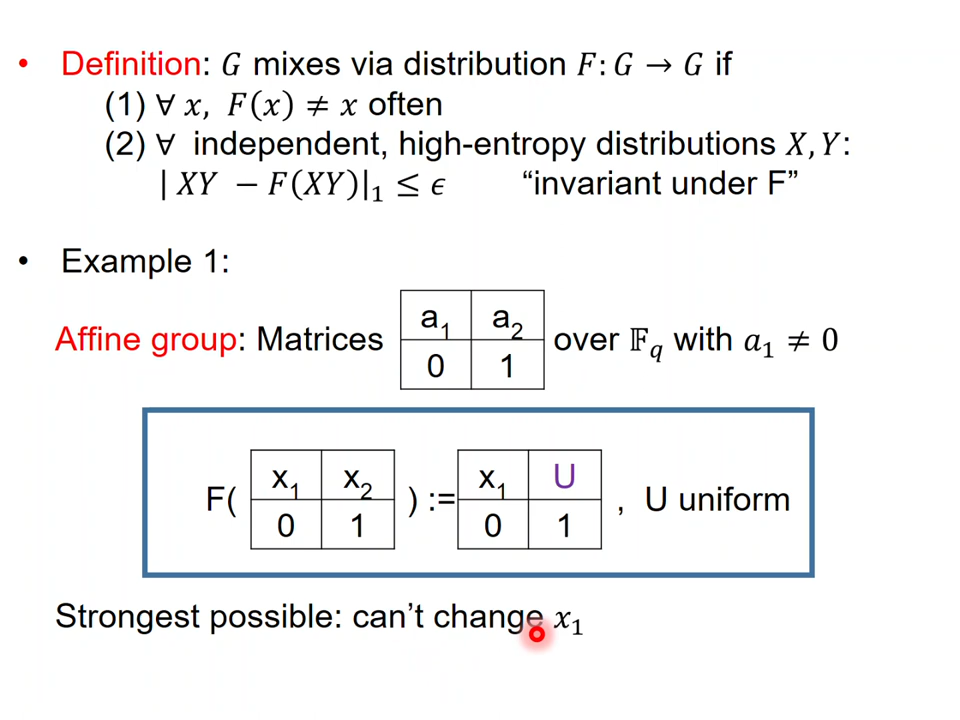 • Definition: G mixes via distribution F: G → G if
(1) ∀ x, F(x) ≠ x often
(2) ∀ independent, high-entropy distributions X, Y:
| XY − F(XY)|₁ ≤ ϵ “invariant under F”
• Example 1:
Affine group: Matrices a₁ a₂ 0 1 over 𝔽_q with a₁ ≠ 0
F( x₁ x₂ 0 1 ) := x₁ U 0 1 , U uniform
Strongest possible: can’t change x₁